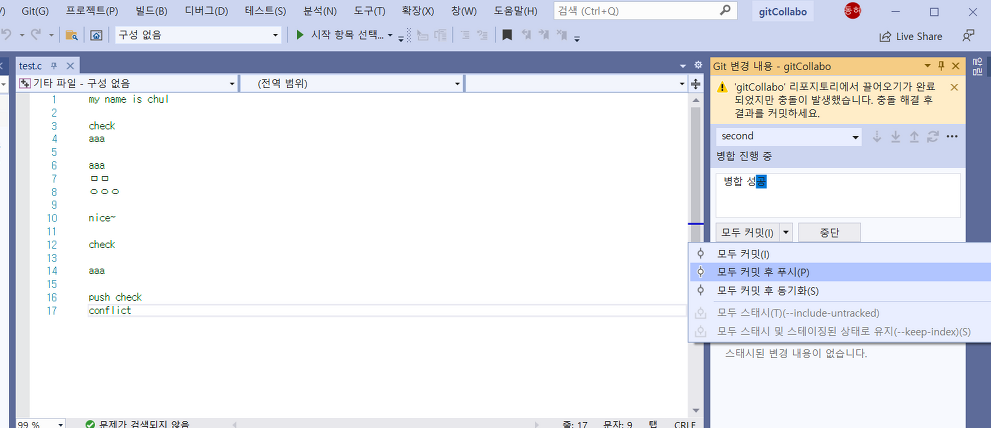 Git(G) 프로젝트(P) 빌드(B) 디버그(D) 테스트(S) 분석(N) 도구(T) 확장(X) 창(W) 도움말(H) 검색 (Ctrl+Q) gitCollabo 동허
구성 없음 시작 항목 선택... Live Share
test.c
기타 파일 - 구성 없음 (전역 범위)
1 my name is chul
2
3 check
4 aaa
5
6 aaa
7 ㅁㅁ
8 ㅇㅇㅇ
9
10 nice~
11
12 check
13
14 aaa
15
16 push check
17 conflict
99 % 문제가 검색되지 않음 줄: 17 문자: 9 탭 CRLF
Git 변경 내용 - gitCollabo
'gitCollabo' 리포지토리에서 끌어오기가 완료
되었지만 충돌이 발생했습니다. 충돌 해결 후
결과를 커밋하세요.
second
병합 진행 중
병합 성공
모두 커밋(I) 중단
모두 커밋(I)
모두 커밋 후 푸시(P)
모두 커밋 후 동기화(S)
모두 스태시(T)(--include-untracked)
모두 스태시 및 스테이징된 상태로 유지(--keep-index)(S)
스태시된 변경 내용이 없습니다.